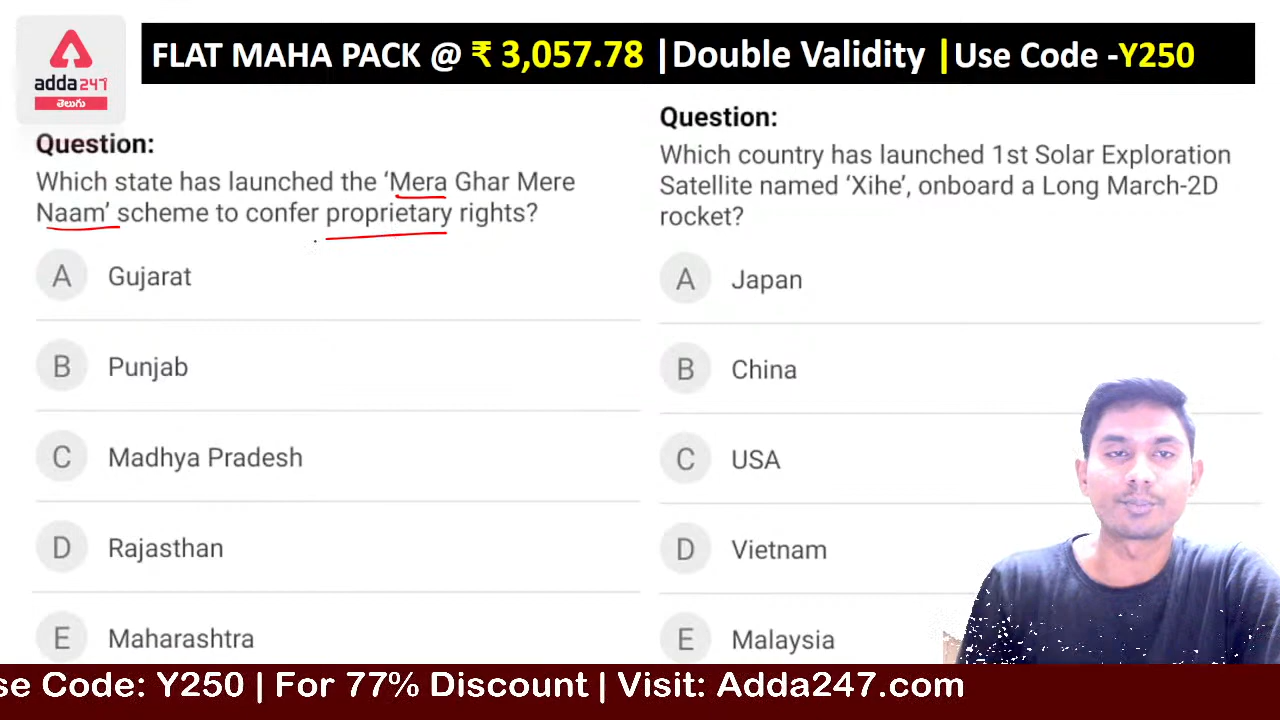 adda247
తెలుగు
FLAT MAHA PACK @ ₹ 3,057.78 |Double Validity |Use Code -Y250
Question:
Which state has launched the ‘Mera Ghar Mere
Naam’ scheme to confer proprietary rights?
A Gujarat
B Punjab
C Madhya Pradesh
D Rajasthan
E Maharashtra
Question:
Which country has launched 1st Solar Exploration
Satellite named ‘Xihe’, onboard a Long March-2D
rocket?
A Japan
B China
C USA
D Vietnam
E Malaysia
se Code: Y250 | For 77% Discount | Visit: Adda247.com